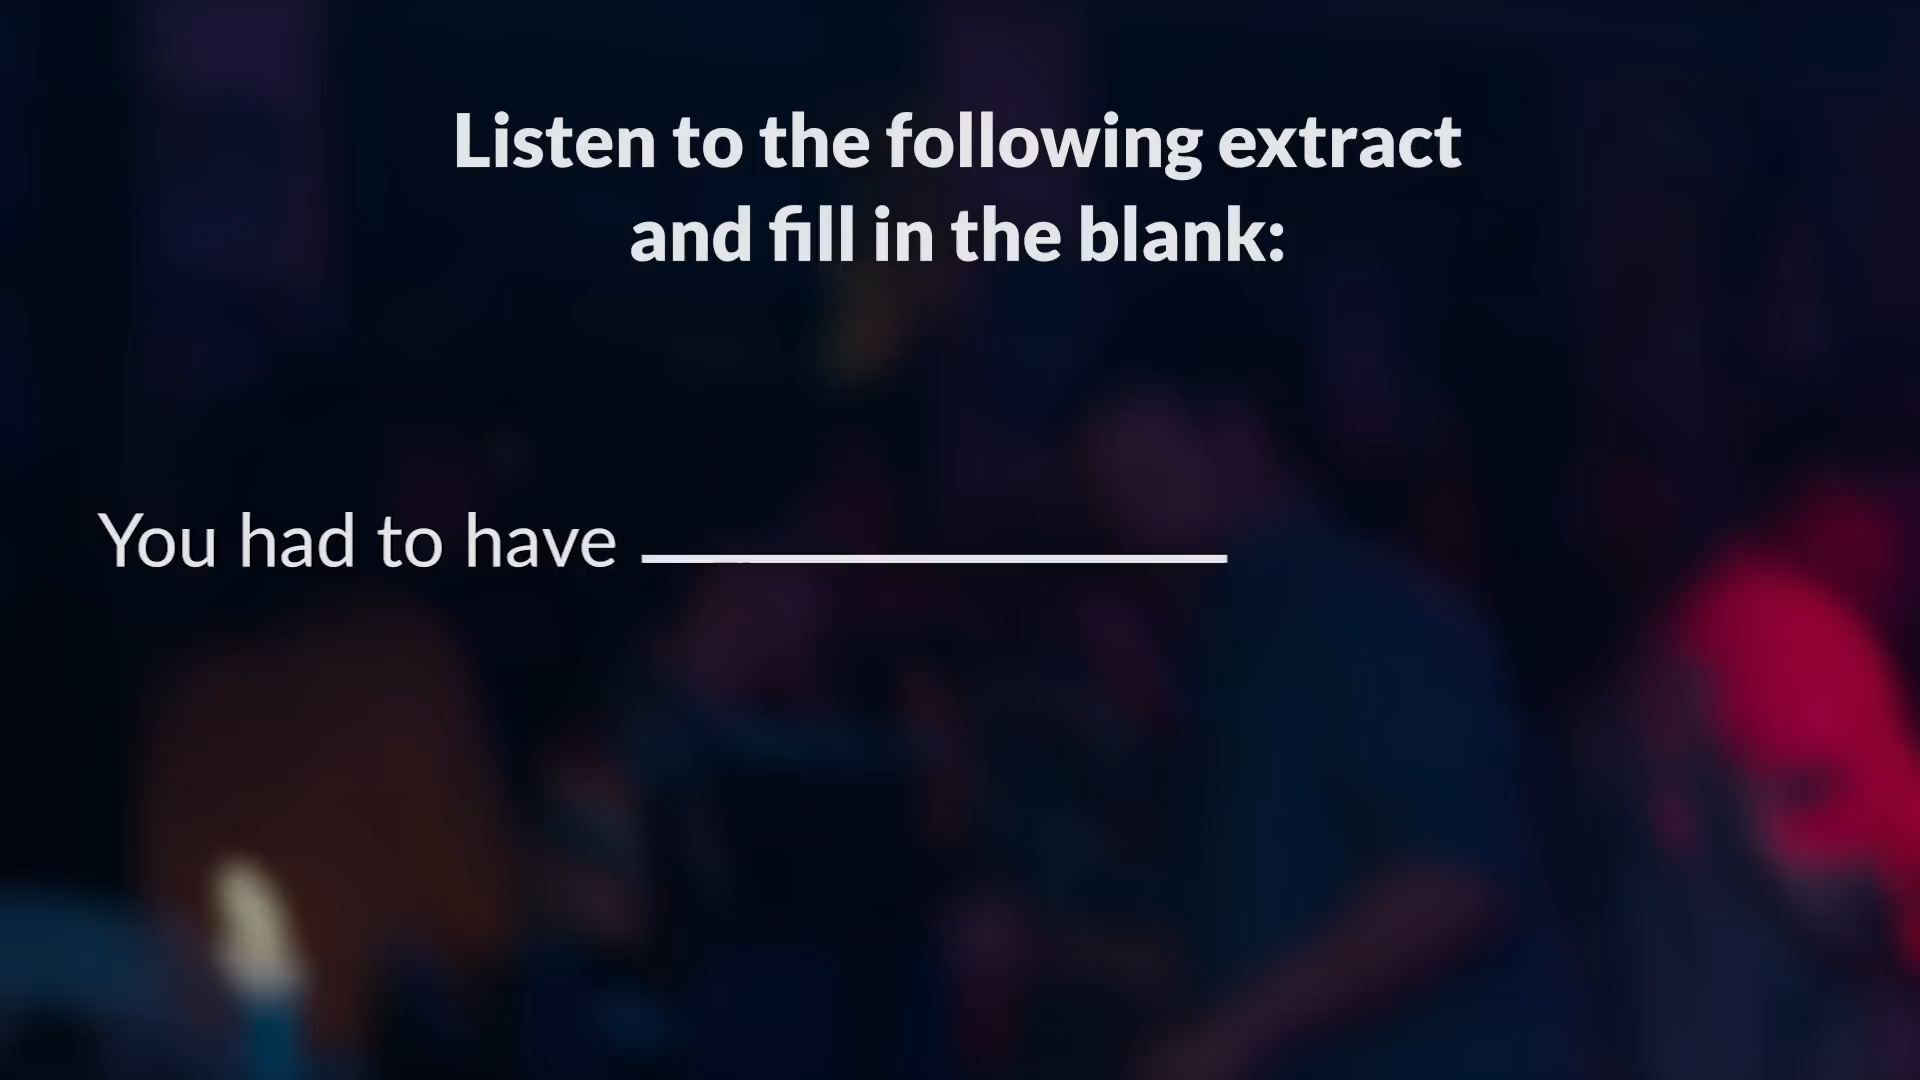 Listen to the following extract
and fill in the blank:
You had to have